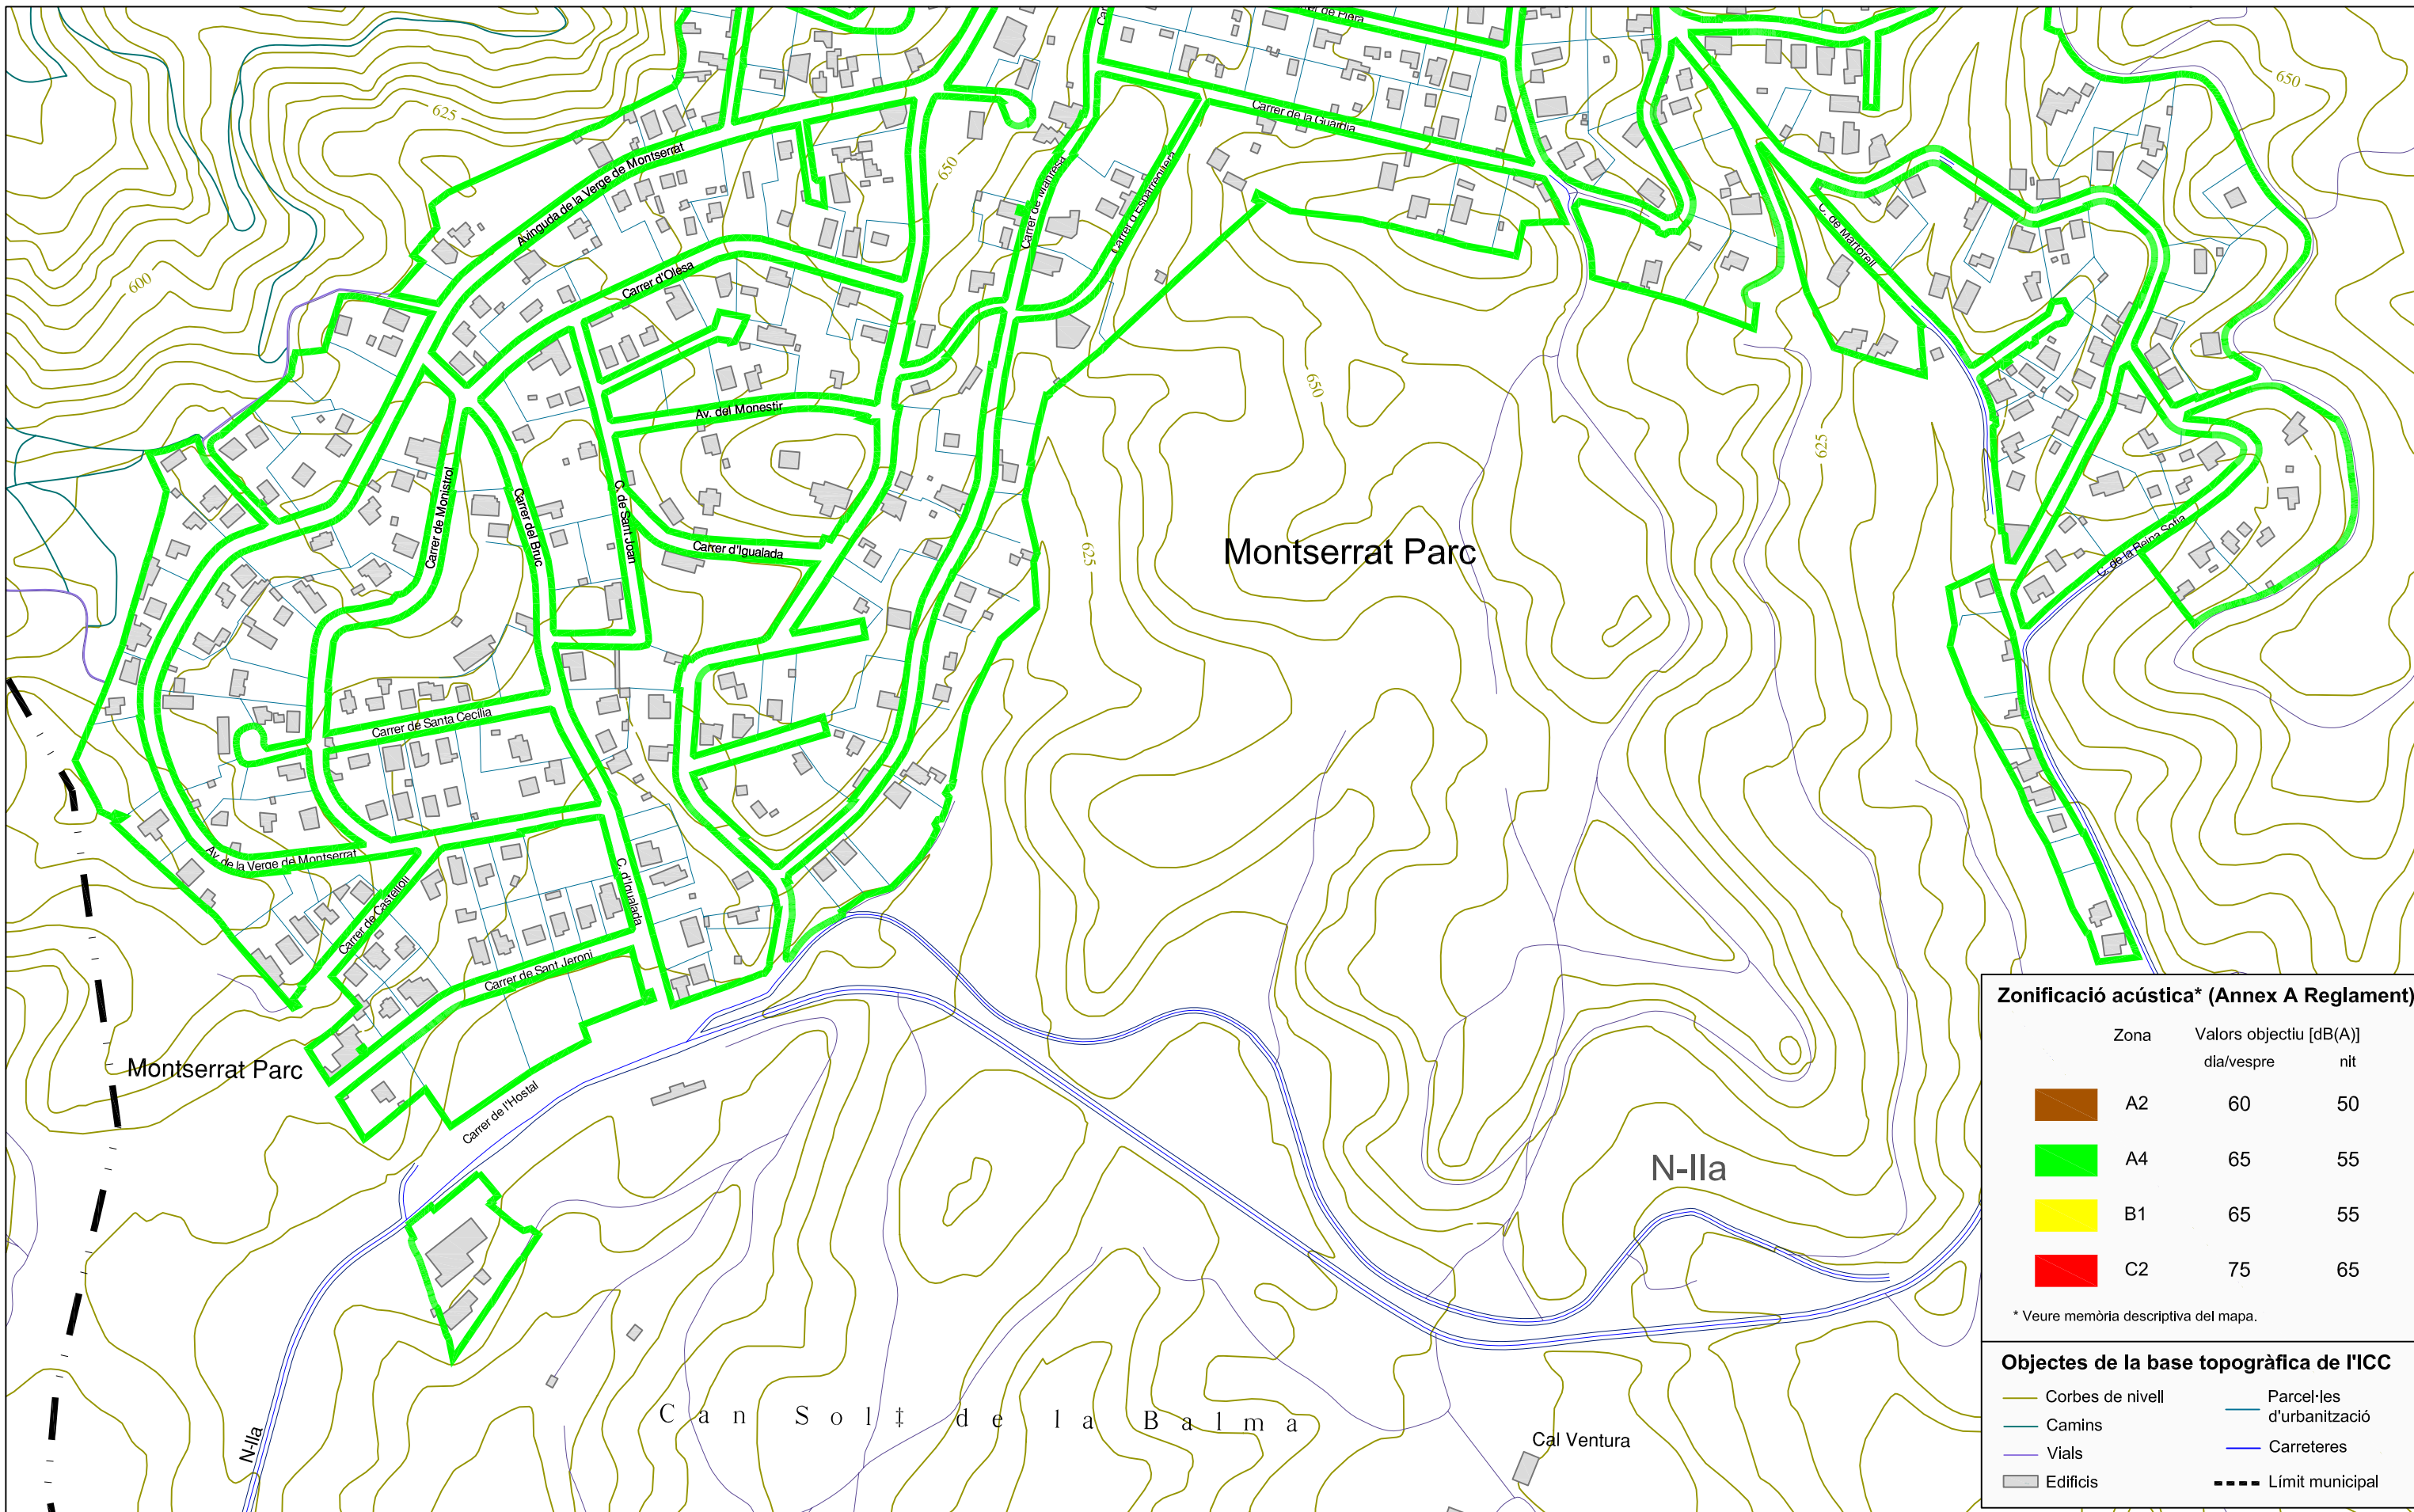 Carrer de la Guàrdia
625
650
650
600
Avinguda de la Verge de Montserrat
Carrer de Manresa
Carrer d'Esparreguera
C. de Martorell
Carrer d'Olesa
650
Av. del Monestir
625
Carrer de Monistrol
Carrer del Bruc
C. de Sant Joan
Carrer d'Igualada
625
Montserrat Parc
C. de la Reina Sofia
Carrer de Santa Cecília
Av. de la Verge de Montserrat
Carrer de Castellolí
C. d'Igualada
Carrer de Sant Jeroni
Montserrat Parc
Carrer de l'Hostal
N-IIa
N-IIa
Can Sol‡ de la Balma
Cal Ventura
Zonificació acústica* (Annex A Reglament)
Zona Valors objectiu [dB(A)]
dia/vespre nit
A2 60 50
A4 65 55
B1 65 55
C2 75 65
* Veure memòria descriptiva del mapa.
Objectes de la base topogràfica de l'ICC
Corbes de nivell
Camins
Vials
Edificis
Parcel·les
d'urbanització
Carreteres
Límit municipal